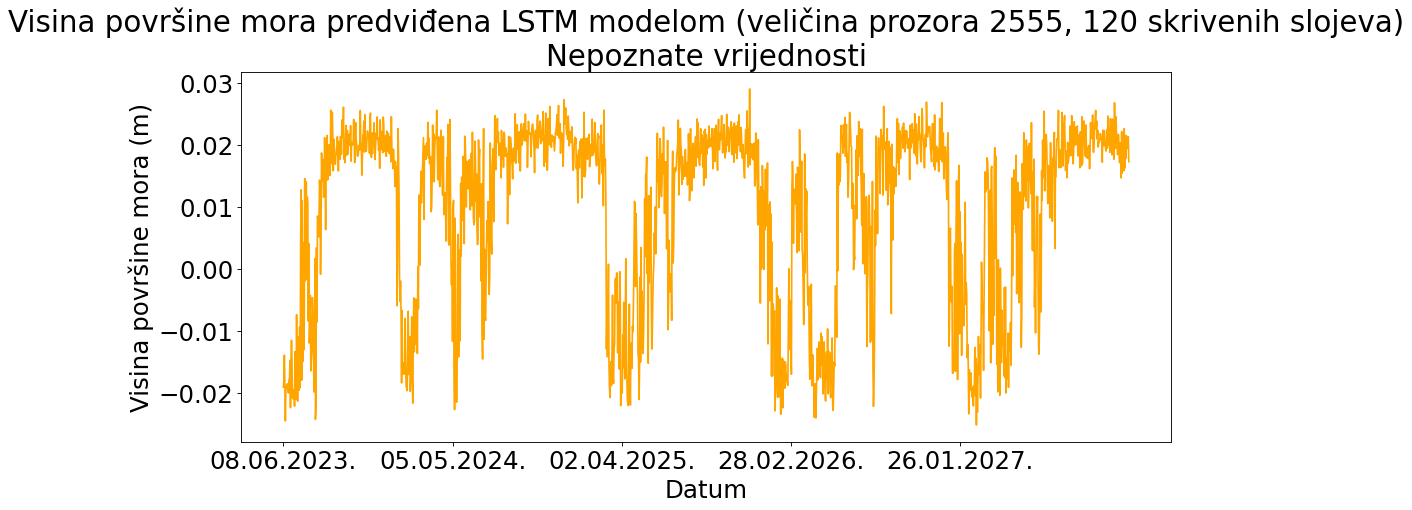 Visina površine mora predviđena LSTM modelom (veličina prozora 2555, 120 skrivenih slojeva)
Nepoznate vrijednosti
Visina površine mora (m)
0.03
0.02
0.01
0.00
−0.01
−0.02
08.06.2023. 05.05.2024. 02.04.2025. 28.02.2026. 26.01.2027.
Datum